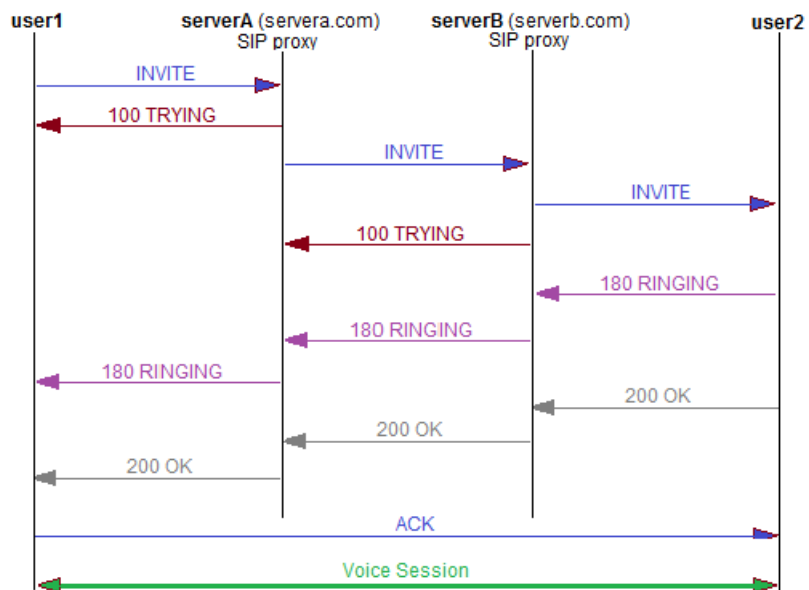 user1 serverA (servera.com) serverB (serverb.com) user2
SIP proxy SIP proxy
INVITE
100 TRYING
INVITE
INVITE
100 TRYING
180 RINGING
180 RINGING
180 RINGING
200 OK
200 OK
200 OK
ACK
Voice Session